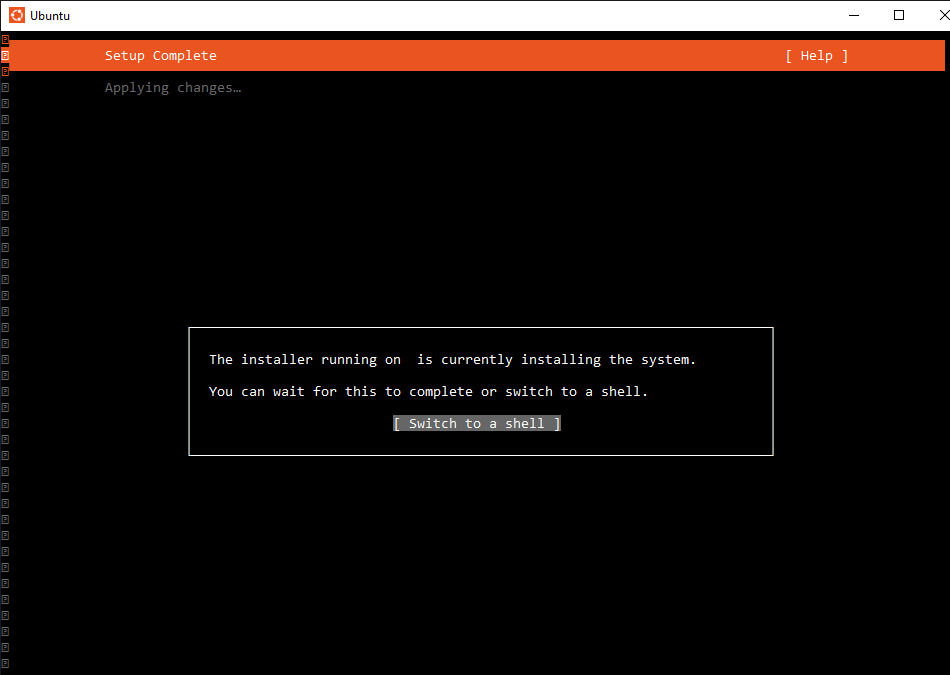 Ubuntu
Setup Complete [ Help ]
Applying changes…
The installer running on  is currently installing the system.
You can wait for this to complete or switch to a shell.
[ Switch to a shell ]